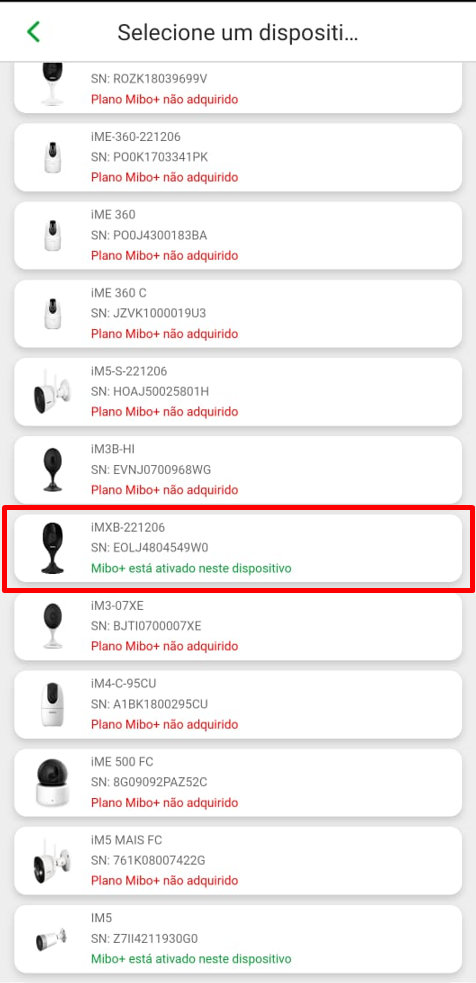 Selecione um dispositi...
SN: ROZK18039699V
Plano Mibo+ não adquirido
iME-360-221206
SN: PO0K1703341PK
Plano Mibo+ não adquirido
iME 360
SN: PO0J4300183BA
Plano Mibo+ não adquirido
iME 360 C
SN: JZVK1000019U3
Plano Mibo+ não adquirido
iM5-S-221206
SN: HOAJ50025801H
Plano Mibo+ não adquirido
iM3B-HI
SN: EVNJ0700968WG
Plano Mibo+ não adquirido
iMXB-221206
SN: EOLJ4804549W0
Mibo+ está ativado neste dispositivo
iM3-07XE
SN: BJTI0700007XE
Plano Mibo+ não adquirido
iM4-C-95CU
SN: A1BK1800295CU
Plano Mibo+ não adquirido
iME 500 FC
SN: 8G09092PAZ52C
Plano Mibo+ não adquirido
iM5 MAIS FC
SN: 761K08007422G
Plano Mibo+ não adquirido
IM5
SN: Z7II4211930G0
Mibo+ está ativado neste dispositivo